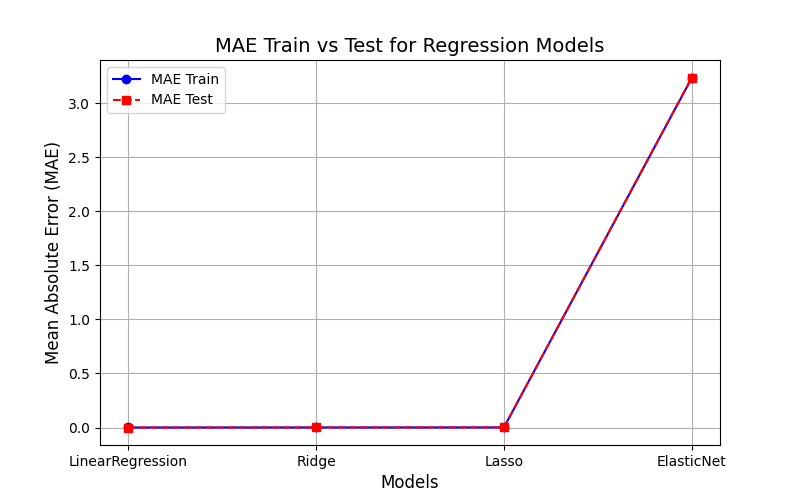 MAE Train vs Test for Regression Models
MAE Train
MAE Test
Mean Absolute Error (MAE)
3.0
2.5
2.0
1.5
1.0
0.5
0.0
LinearRegression Ridge Lasso ElasticNet
Models